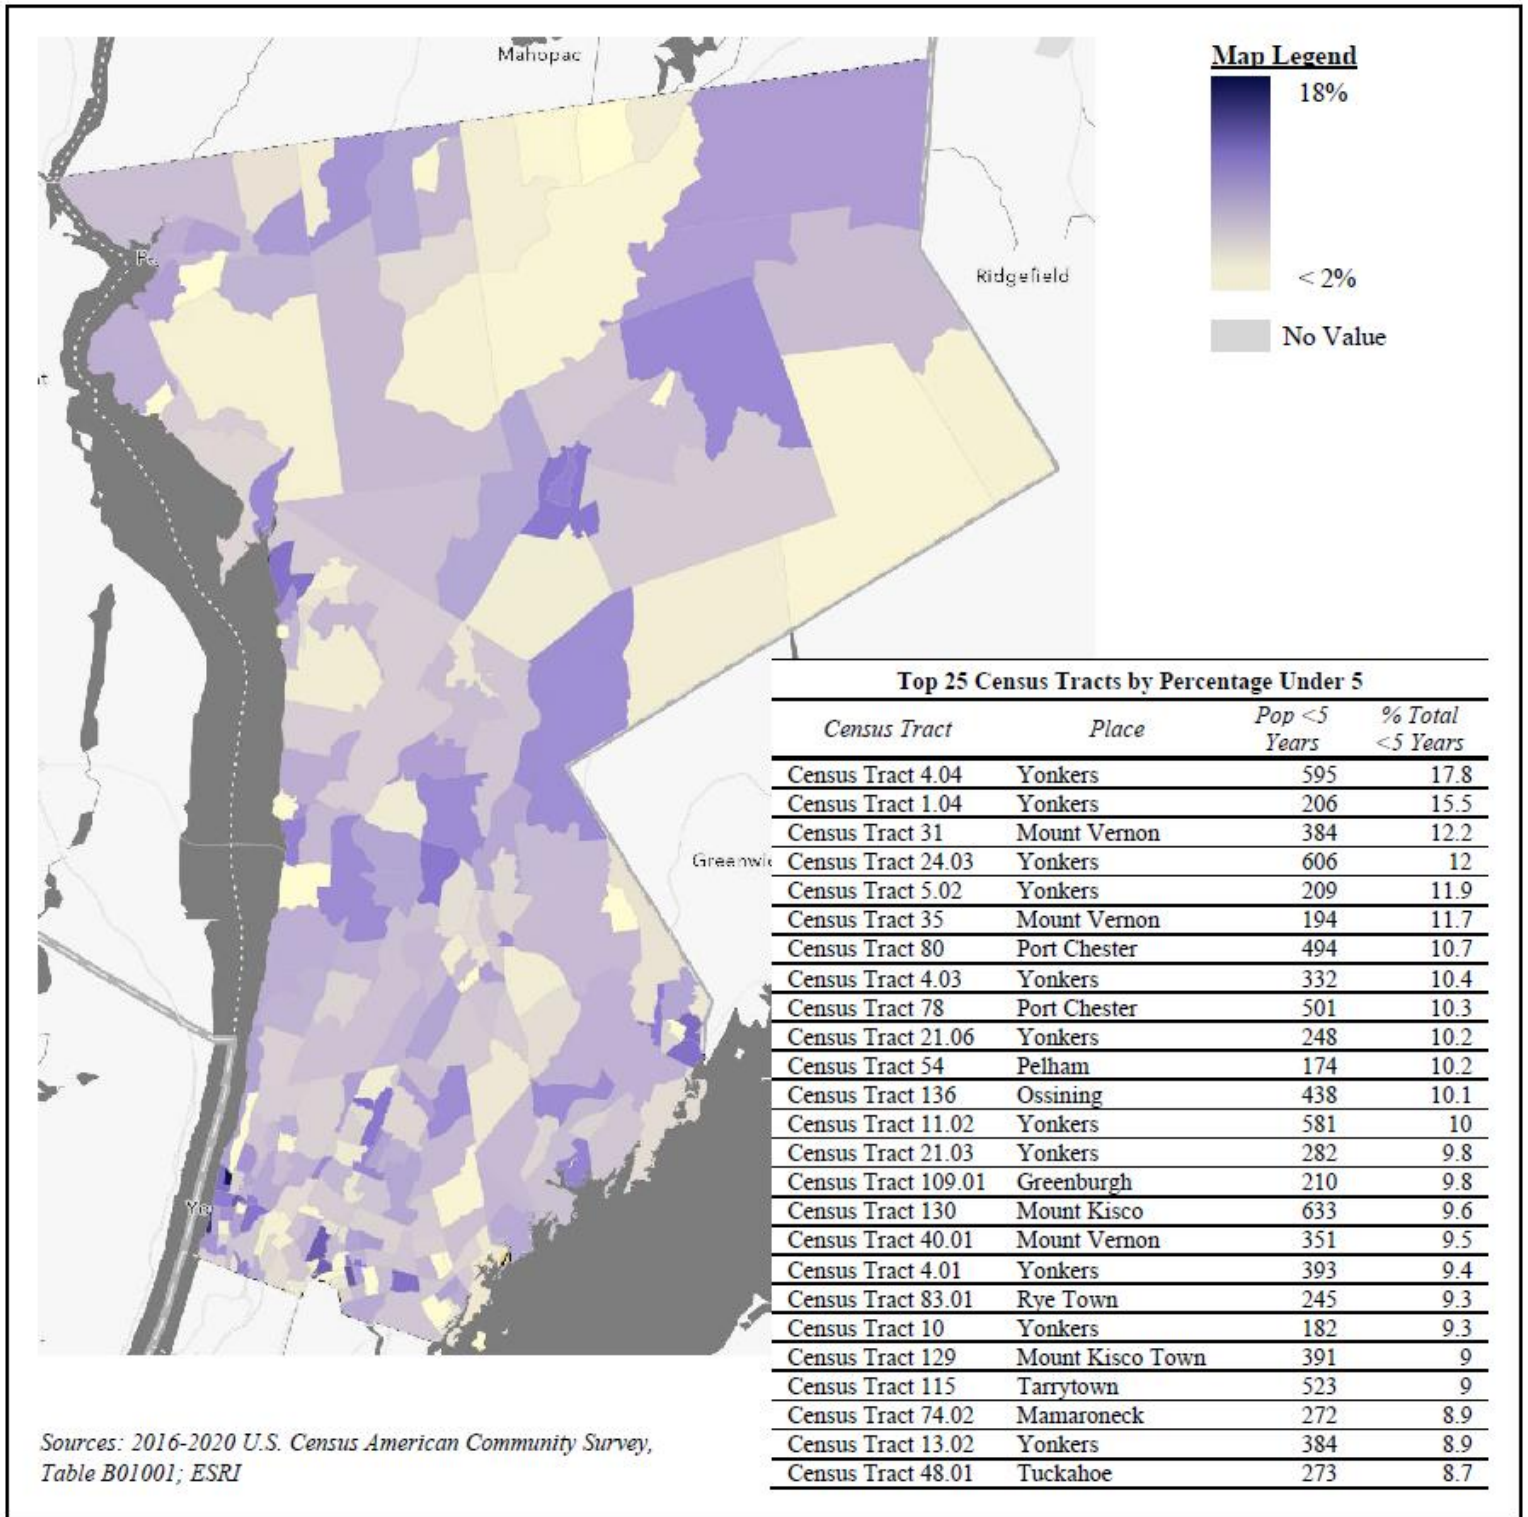 Mahopac
Map Legend
18%
< 2%
No Value
Ridgefield
Top 25 Census Tracts by Percentage Under 5
Census Tract Place Pop <5 Years % Total <5 Years
Census Tract 4.04 Yonkers 595 17.8
Census Tract 1.04 Yonkers 206 15.5
Census Tract 31 Mount Vernon 384 12.2
Census Tract 24.03 Yonkers 606 12
Census Tract 5.02 Yonkers 209 11.9
Census Tract 35 Mount Vernon 194 11.7
Census Tract 80 Port Chester 494 10.7
Census Tract 4.03 Yonkers 332 10.4
Census Tract 78 Port Chester 501 10.3
Census Tract 21.06 Yonkers 248 10.2
Census Tract 54 Pelham 174 10.2
Census Tract 136 Ossining 438 10.1
Census Tract 11.02 Yonkers 581 10
Census Tract 21.03 Yonkers 282 9.8
Census Tract 109.01 Greenburgh 210 9.8
Census Tract 130 Mount Kisco 633 9.6
Census Tract 40.01 Mount Vernon 351 9.5
Census Tract 4.01 Yonkers 393 9.4
Census Tract 83.01 Rye Town 245 9.3
Census Tract 10 Yonkers 182 9.3
Census Tract 129 Mount Kisco Town 391 9
Census Tract 115 Tarrytown 523 9
Census Tract 74.02 Mamaroneck 272 8.9
Census Tract 13.02 Yonkers 384 8.9
Census Tract 48.01 Tuckahoe 273 8.7
Sources: 2016-2020 U.S. Census American Community Survey,
Table B01001; ESRI